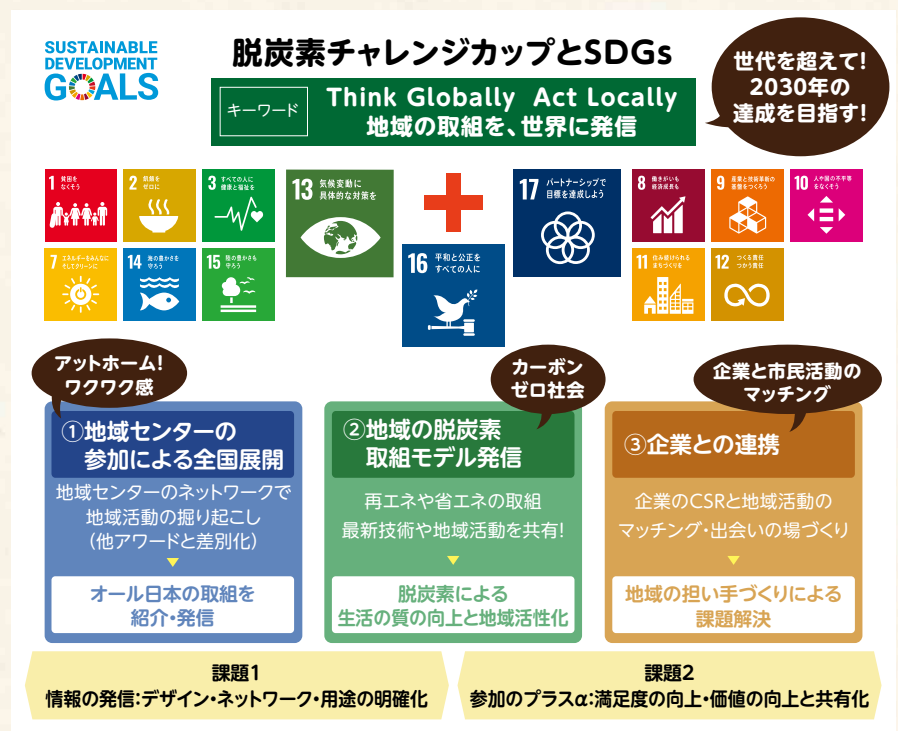 SUSTAINABLE
DEVELOPMENT
GOALS
脱炭素チャレンジカップとSDGs
世代を超えて!
2030年の
達成を目指す!
キーワード
Think Globally Act Locally
地域の取組を、世界に発信
1 貧困を
なくそう
2 飢餓を
ゼロに
3 すべての人に
健康と福祉を
13 気候変動に
具体的な対策を
17 パートナーシップで
目標を達成しよう
8 働きがいも
経済成長も
9 産業と技術革新の
基盤をつくろう
10 人や国の不平等
をなくそう
7 エネルギーをみんなに
そしてクリーンに
14 海の豊かさを
守ろう
15 陸の豊かさも
守ろう
16 平和と公正を
すべての人に
11 住み続けられる
まちづくりを
12 つくる責任
つかう責任
アットホーム!
ワクワク感
カーボン
ゼロ社会
企業と市民活動の
マッチング
①地域センターの
参加による全国展開
地域センターのネットワークで
地域活動の掘り起こし
(他アワードと差別化)
オール日本の取組を
紹介・発信
②地域の脱炭素
取組モデル発信
再エネや省エネの取組
最新技術や地域活動を共有!
脱炭素による
生活の質の向上と地域活性化
③企業との連携
企業のCSRと地域活動の
マッチング・出会いの場づくり
地域の担い手づくりによる
課題解決
課題1
情報の発信:デザイン・ネットワーク・用途の明確化
課題2
参加のプラスα:満足度の向上・価値の向上と共有化